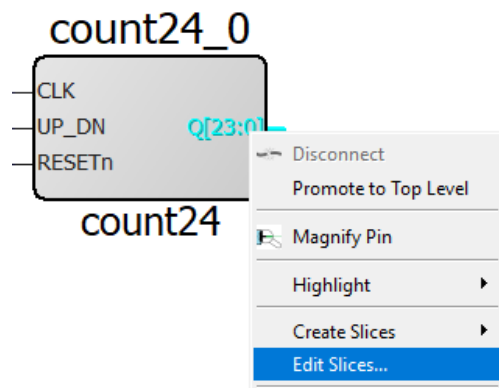 count24_0
CLK
UP_DN Q[23:0]
RESETn
count24
Disconnect
Promote to Top Level
Magnify Pin
Highlight
Create Slices
Edit Slices...